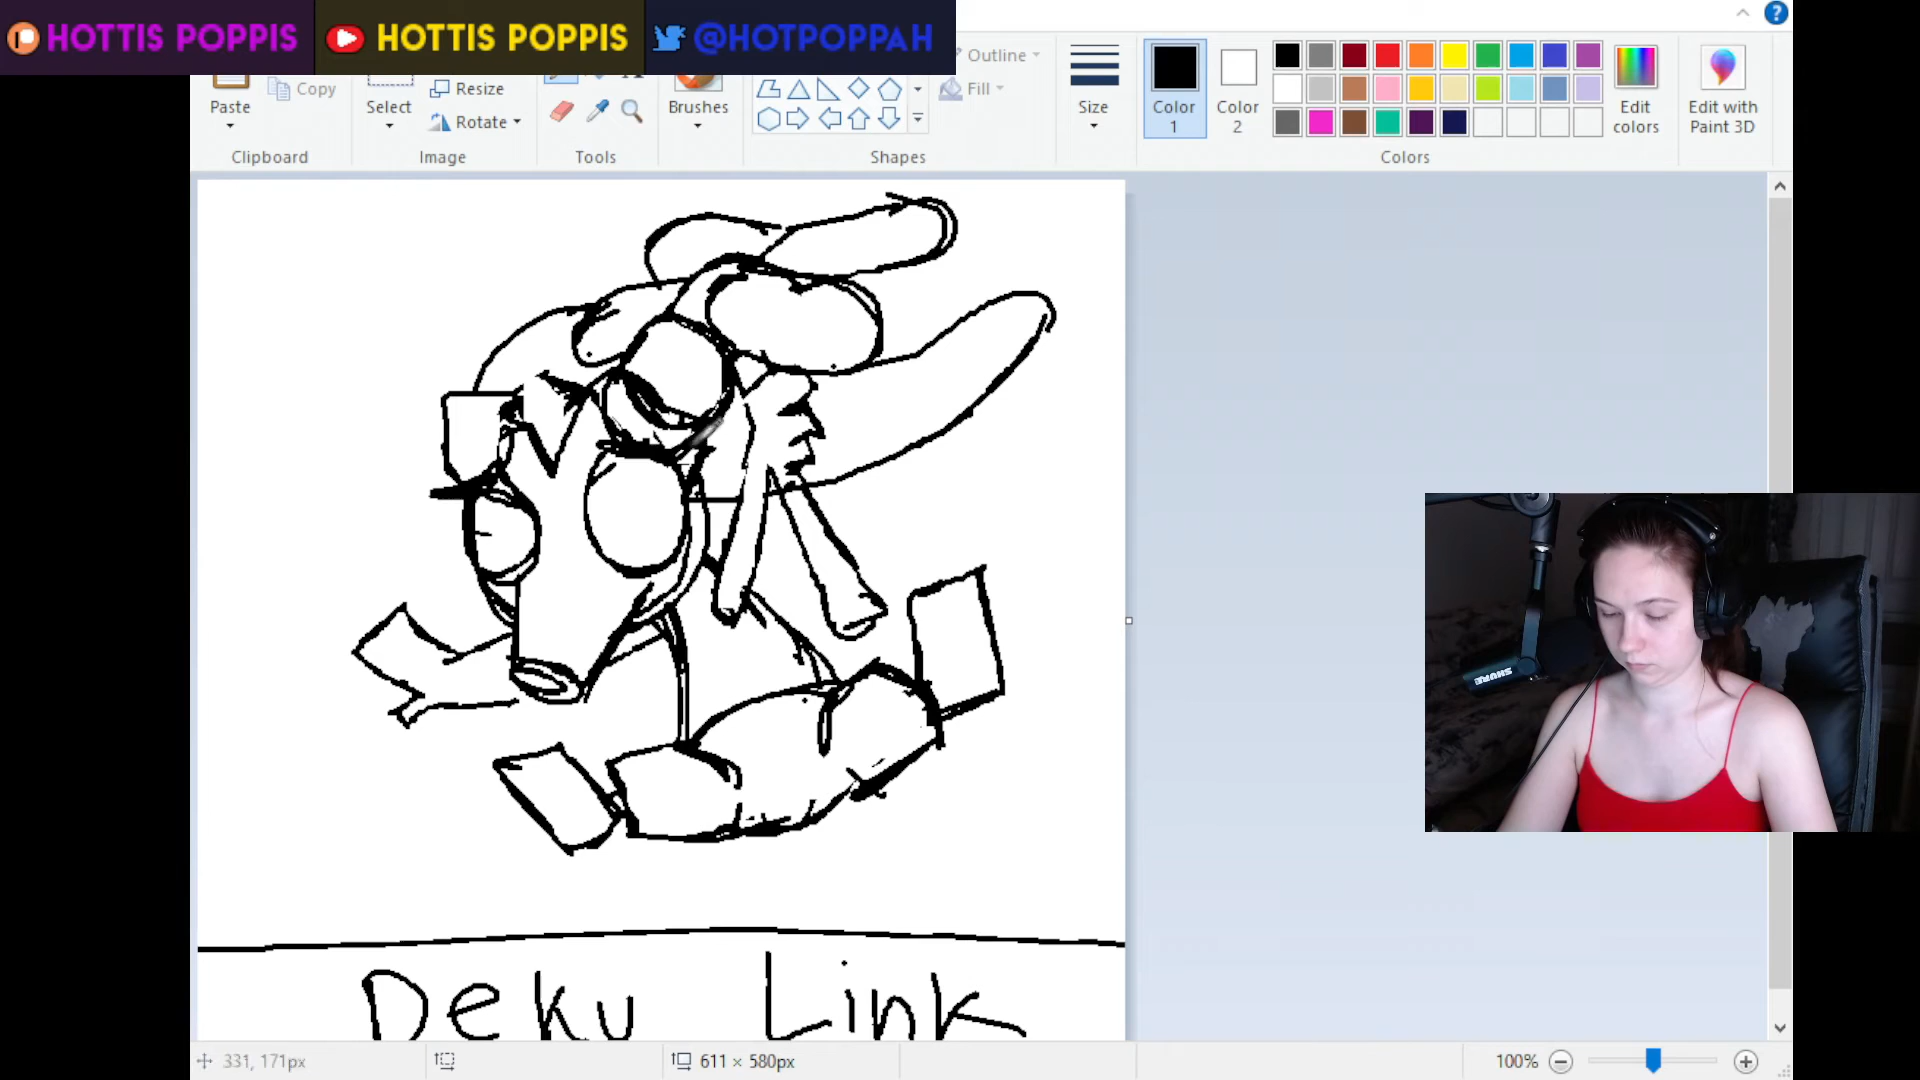 HOTTIS POPPIS HOTTIS POPPIS @HOTPOPPAH
Outline
Paste Copy Select Resize Rotate Brushes Fill Size Color 1 Color 2 Edit colors Edit with Paint 3D
Clipboard Image Tools Shapes Colors
SHURE
Deku Link
331, 171px 611 × 580px 100%